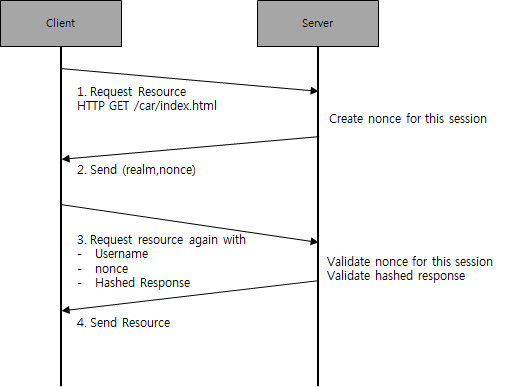 Client
Server
1. Request Resource
HTTP GET /car/index.html
Create nonce for this session
2. Send (realm,nonce)
3. Request resource again with
- Username
- nonce
- Hashed Response
Validate nonce for this session
Validate hashed response
4. Send Resource